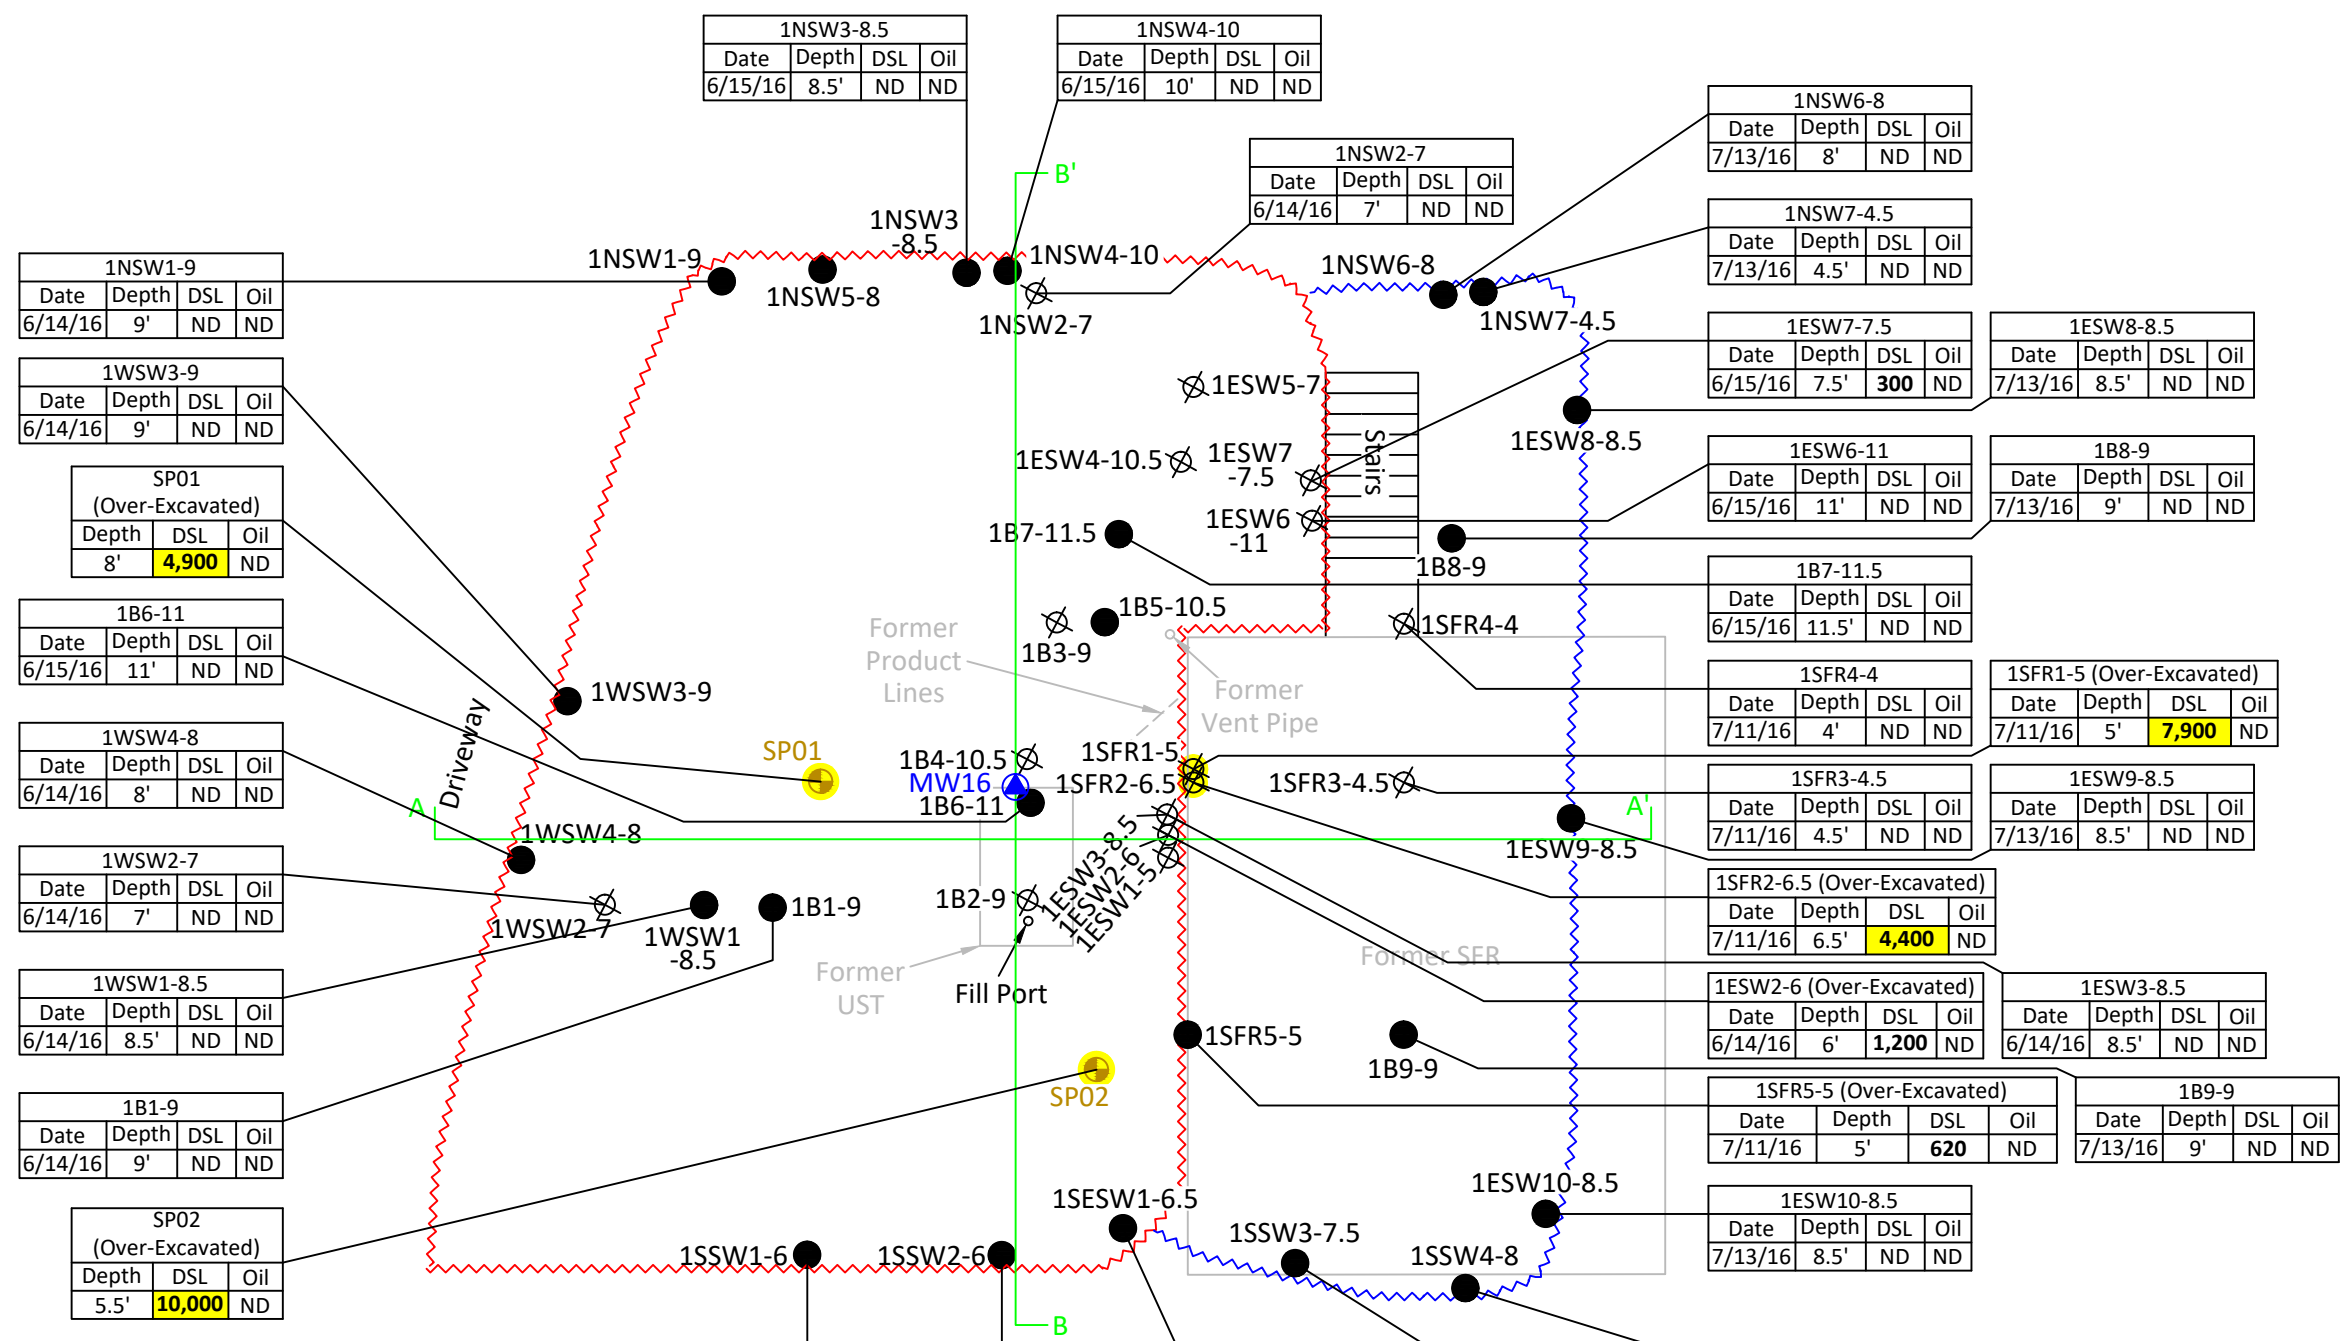 1NSW3-8.5
Date Depth DSL Oil
6/15/16 8.5' ND ND
1NSW4-10
Date Depth DSL Oil
6/15/16 10' ND ND
1NSW6-8
Date Depth DSL Oil
7/13/16 8' ND ND
1NSW2-7
Date Depth DSL Oil
6/14/16 7' ND ND
1NSW7-4.5
Date Depth DSL Oil
7/13/16 4.5' ND ND
1NSW1-9
Date Depth DSL Oil
6/14/16 9' ND ND
1WSW3-9
Date Depth DSL Oil
6/14/16 9' ND ND
SP01
(Over-Excavated)
Depth DSL Oil
8' 4,900 ND
1B6-11
Date Depth DSL Oil
6/15/16 11' ND ND
1WSW4-8
Date Depth DSL Oil
6/14/16 8' ND ND
1WSW2-7
Date Depth DSL Oil
6/14/16 7' ND ND
1WSW1-8.5
Date Depth DSL Oil
6/14/16 8.5' ND ND
1B1-9
Date Depth DSL Oil
6/14/16 9' ND ND
SP02
(Over-Excavated)
Depth DSL Oil
5.5' 10,000 ND
B'
1NSW3
-8.5
1NSW1-9
1NSW4-10
1NSW5-8
1NSW2-7
1NSW6-8
1NSW7-4.5
1ESW5-7
Stairs
1ESW4-10.5
1ESW7
-7.5
1ESW8-8.5
1B7-11.5
1ESW6
-11
1B8-9
1B5-10.5
1B3-9
1SFR4-4
Former
Product
Lines
Former
Vent Pipe
1WSW3-9
Driveway
SP01
1B4-10.5
MW16
1B6-11
1SFR1-5
1SFR2-6.5
1SFR3-4.5
A
A'
1WSW4-8
1ESW9-8.5
1ESW3-8.5
1ESW2-6
1ESW1-5
1B2-9
1B1-9
1WSW2-7
1WSW1
-8.5
Former
UST
Fill Port
Former SFR
1SFR5-5
1B9-9
SP02
1SESW1-6.5
1ESW10-8.5
1SSW1-6
1SSW2-6
1SSW3-7.5
1SSW4-8
B
1ESW7-7.5
Date Depth DSL Oil
6/15/16 7.5' 300 ND
1ESW8-8.5
Date Depth DSL Oil
7/13/16 8.5' ND ND
1ESW6-11
Date Depth DSL Oil
6/15/16 11' ND ND
1B8-9
Date Depth DSL Oil
7/13/16 9' ND ND
1B7-11.5
Date Depth DSL Oil
6/15/16 11.5' ND ND
1SFR4-4
Date Depth DSL Oil
7/11/16 4' ND ND
1SFR1-5 (Over-Excavated)
Date Depth DSL Oil
7/11/16 5' 7,900 ND
1SFR3-4.5
Date Depth DSL Oil
7/11/16 4.5' ND ND
1ESW9-8.5
Date Depth DSL Oil
7/13/16 8.5' ND ND
1SFR2-6.5 (Over-Excavated)
Date Depth DSL Oil
7/11/16 6.5' 4,400 ND
1ESW2-6 (Over-Excavated)
Date Depth DSL Oil
6/14/16 6' 1,200 ND
1ESW3-8.5
Date Depth DSL Oil
6/14/16 8.5' ND ND
1SFR5-5 (Over-Excavated)
Date Depth DSL Oil
7/11/16 5' 620 ND
1B9-9
Date Depth DSL Oil
7/13/16 9' ND ND
1ESW10-8.5
Date Depth DSL Oil
7/13/16 8.5' ND ND